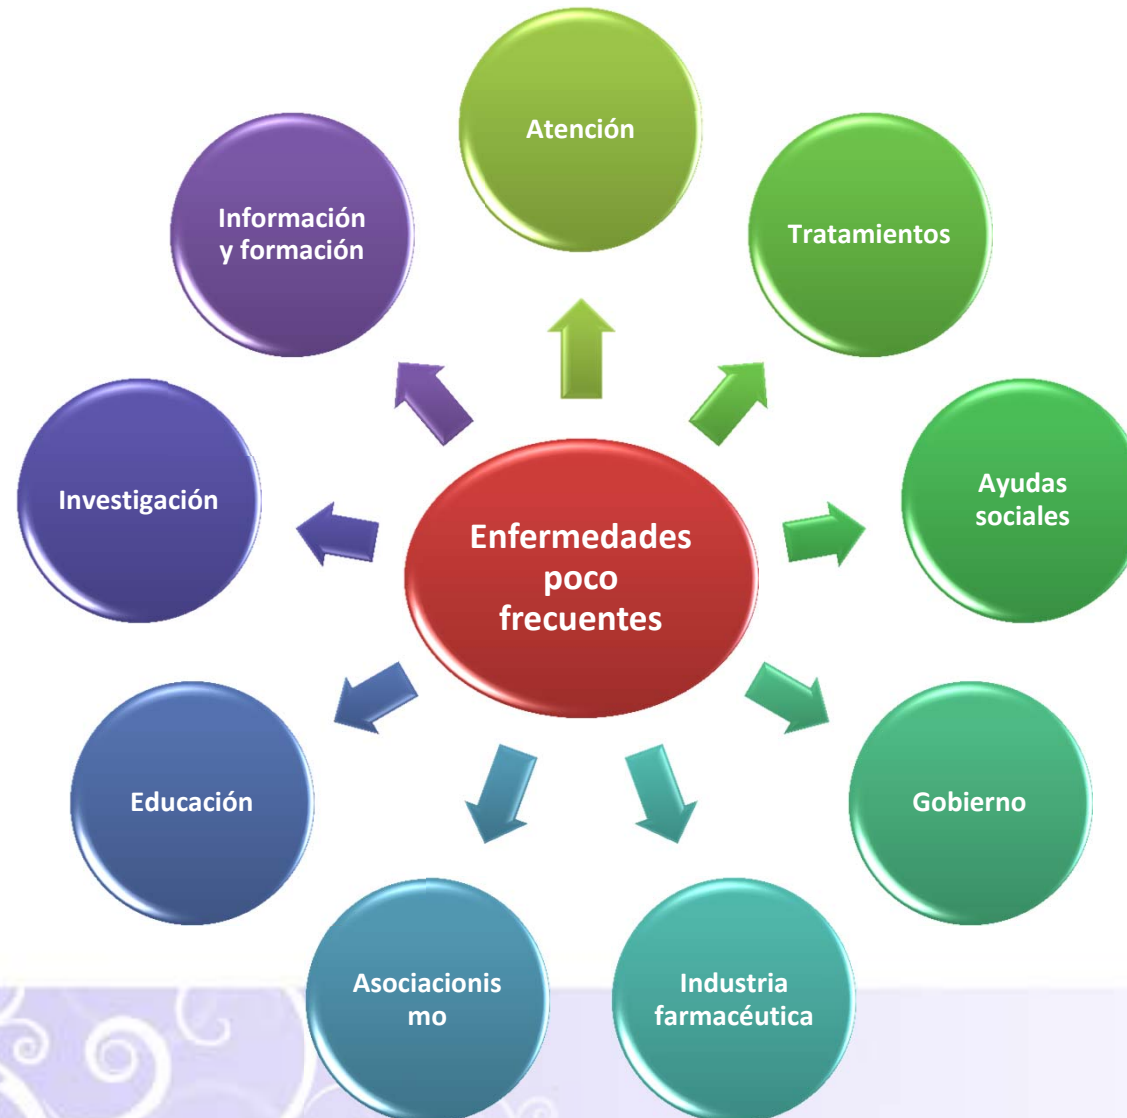 Atención
Tratamientos
Ayudas
sociales
Gobierno
Industria
farmacéutica
Asociacionis
mo
Educación
Investigación
Información
y formación
Enfermedades
poco
frecuentes